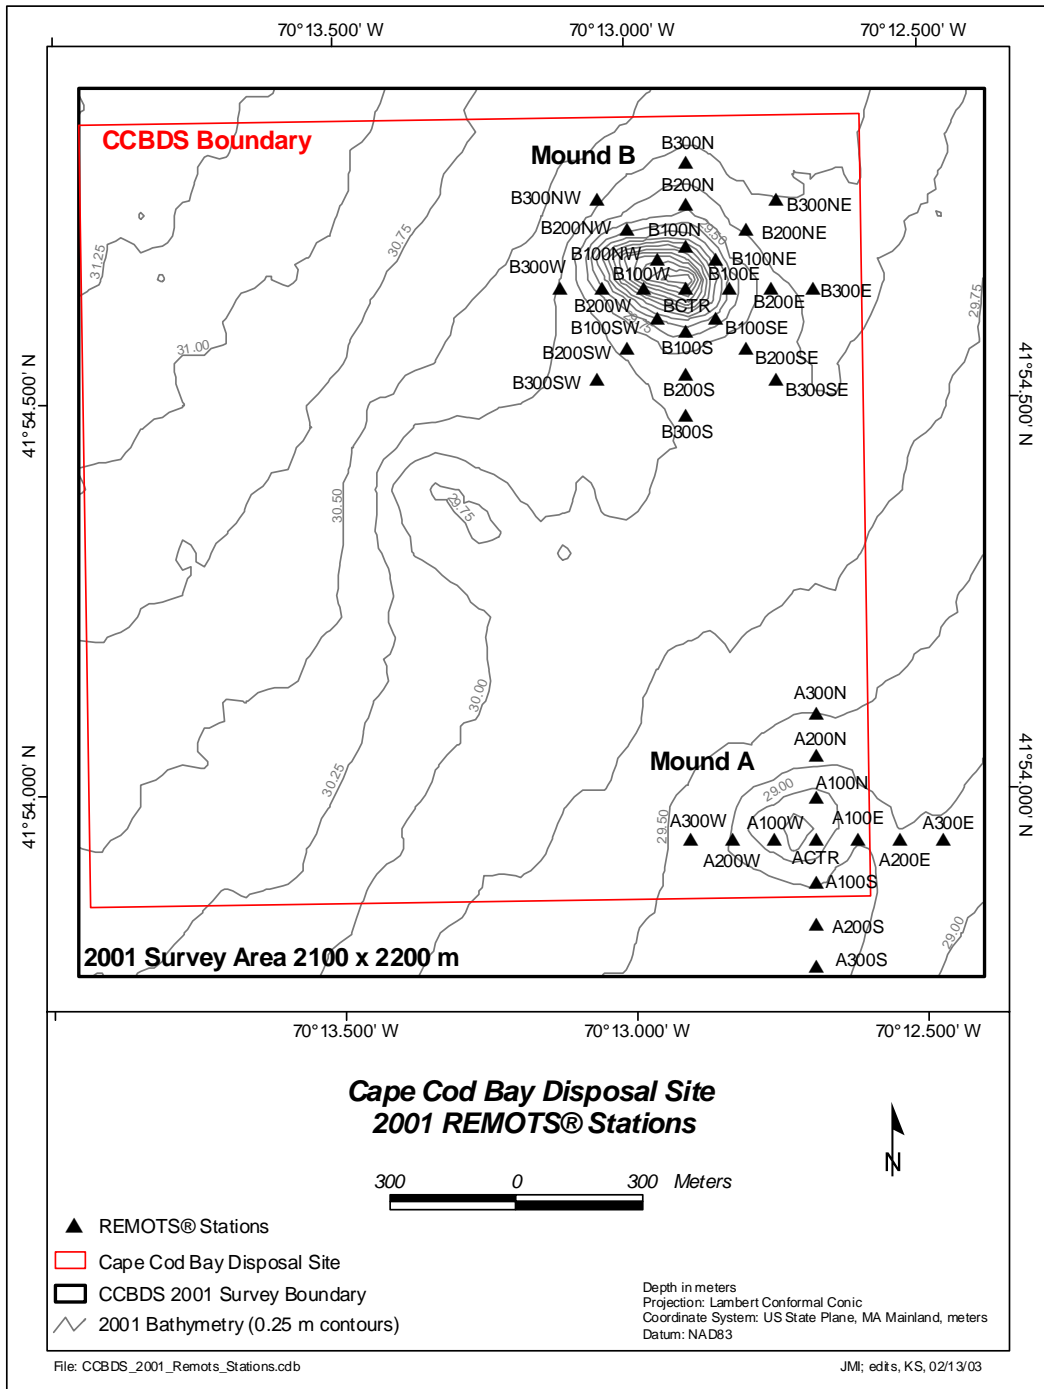 70°13.500' W
70°13.000' W
70°12.500' W
CCBDS Boundary
Mound B
B300N
B200N
B300NW
B300NE
B200NW
B100N
29.50
B200NE
B100NW
B100NE
B300W
B100W
B100E
B200W
BCTR
B200E
B300E
29.75
31.25
30.75
31.00
B100SW
29.75
B100SE
B200SW
B100S
B200SE
B300SW
B200S
B300SE
B300S
41°54.500' N
41°54.500' N
30.50
29.75
30.00
A300N
A200N
Mound A
41°54.000' N
41°54.000' N
30.25
29.00
A100N
29.50
A300W
A100W
A100E
A300E
A200W
ACTR
A200E
A100S
A200S
29.00
A300S
2001 Survey Area 2100 x 2200 m
70°13.500' W
70°13.000' W
70°12.500' W
Cape Cod Bay Disposal Site
2001 REMOTS® Stations
N
300 0 300 Meters
REMOTS® Stations
Cape Cod Bay Disposal Site
CCBDS 2001 Survey Boundary
2001 Bathymetry (0.25 m contours)
Depth in meters
Projection: Lambert Conformal Conic
Coordinate System: US State Plane, MA Mainland, meters
Datum: NAD83
File: CCBDS_2001_Remots_Stations.cdb
JMI; edits, KS, 02/13/03